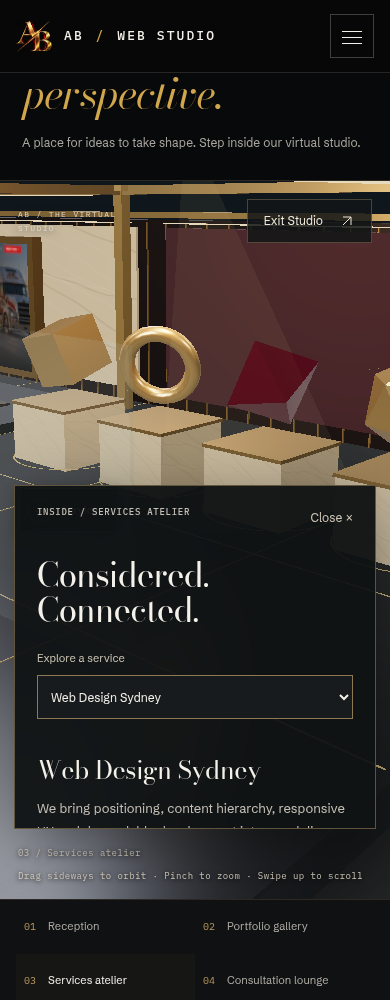 AB / WEB STUDIO
perspective.
A place for ideas to take shape. Step inside our virtual studio.
AB / THE VIRTUAL
STUDIO
Exit Studio
INSIDE / SERVICES ATELIER
Close ×
Considered.
Connected.
Explore a service
Web Design Sydney
Web Design Sydney
We bring positioning, content hierarchy, responsive
03 / Services atelier
Drag sideways to orbit · Pinch to zoom · Swipe up to scroll
01 Reception
02 Portfolio gallery
03 Services atelier
04 Consultation lounge